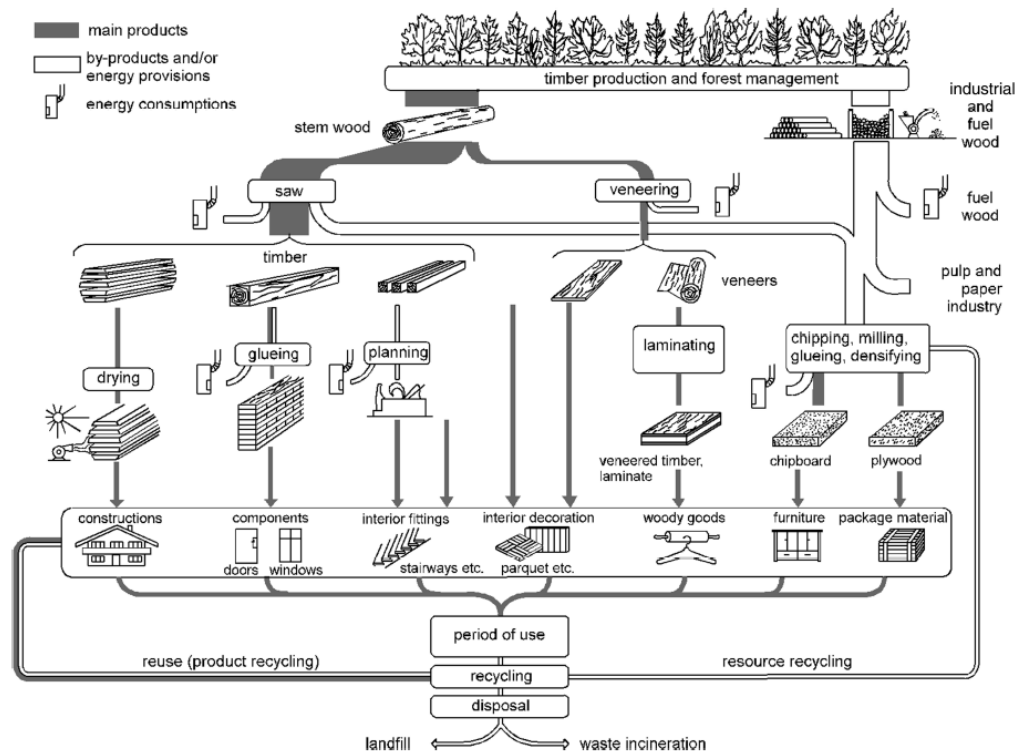 main products
by-products and/or
energy provisions
energy consumptions
timber production and forest management
stem wood
industrial
and
fuel
wood
saw
veneering
fuel
wood
timber
veneers
pulp and
paper
industry
drying
glueing
planning
laminating
chipping, milling,
glueing, densifying
veneered timber,
laminate
chipboard
plywood
constructions
components
interior fittings
interior decoration
woody goods
furniture
package material
doors
windows
stairways etc.
parquet etc.
period of use
reuse (product recycling)
recycling
resource recycling
disposal
landfill
waste incineration